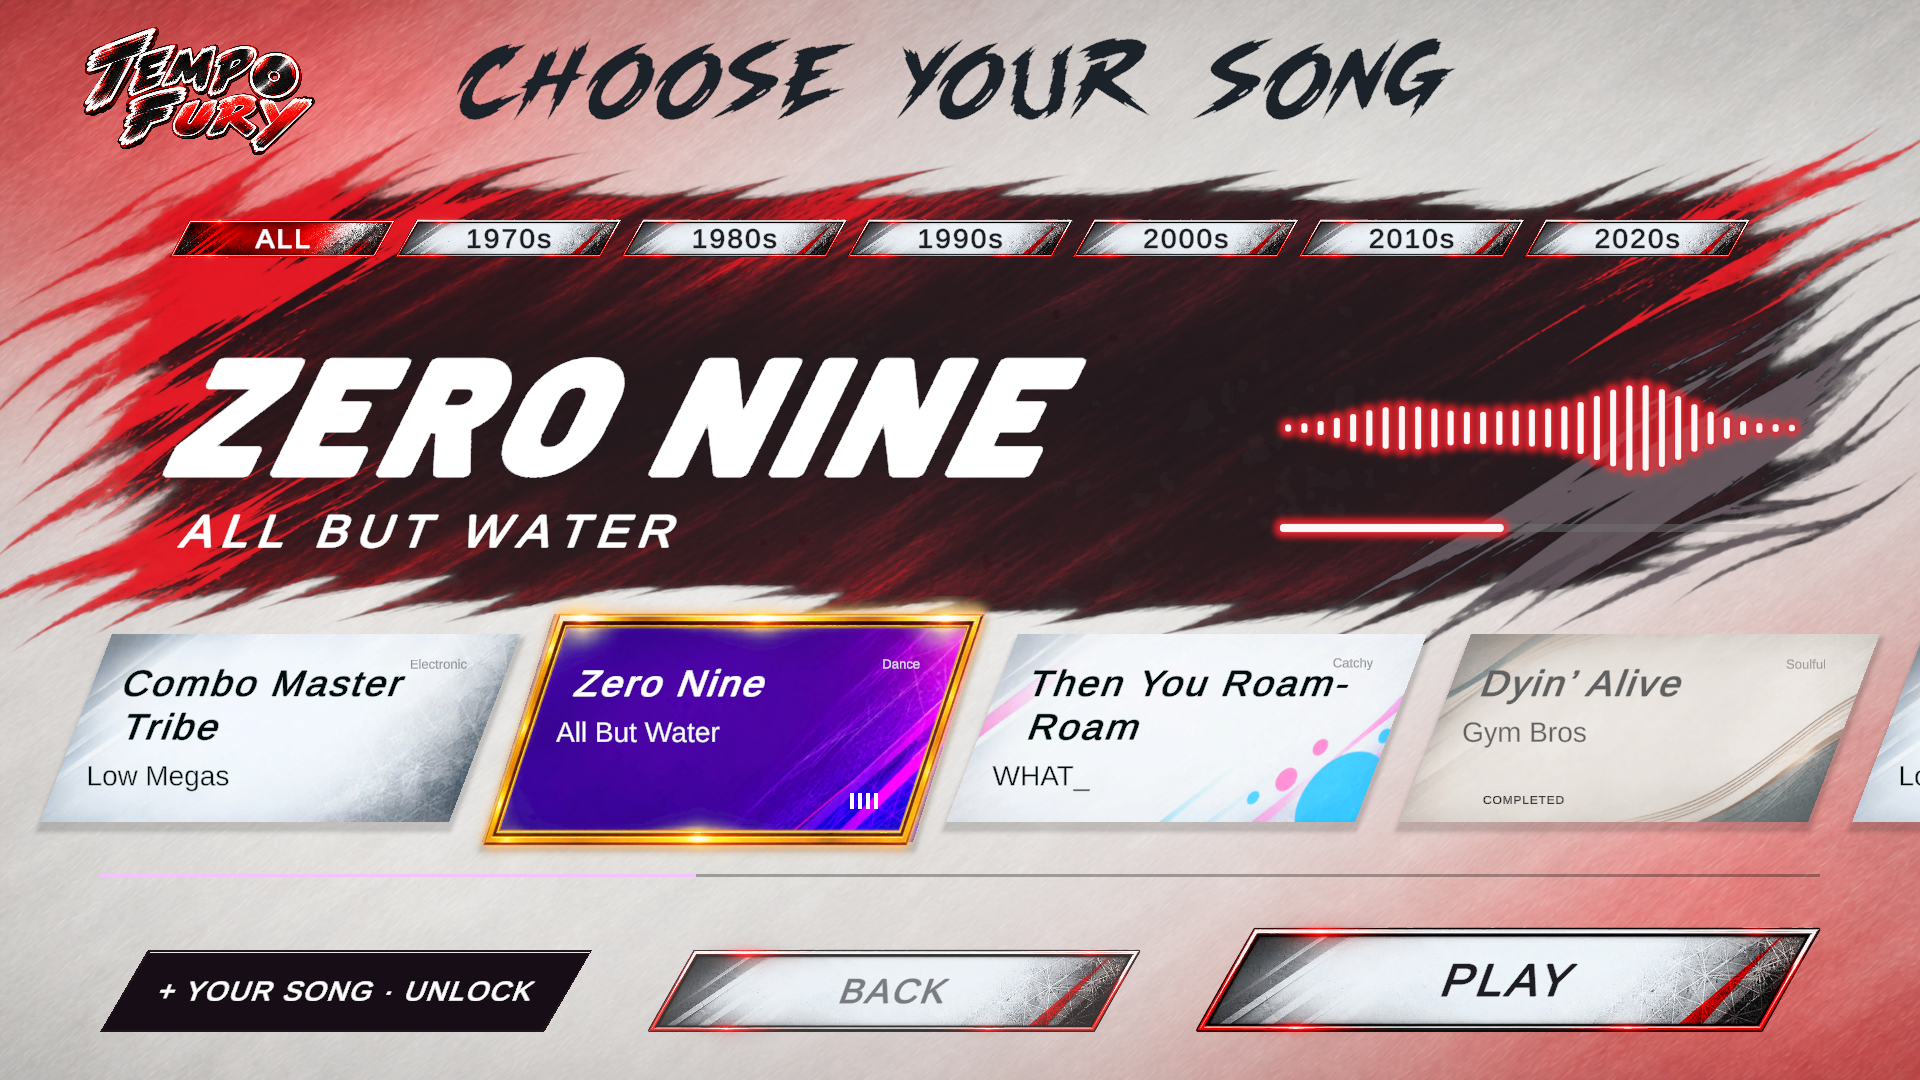 TEMPO
FURY
CHOOSE YOUR SONG
ALL
1970s
1980s
1990s
2000s
2010s
2020s
ZERO NINE
ALL BUT WATER
Electronic
Combo Master
Tribe
Low Megas
Dance
Zero Nine
All But Water
Catchy
Then You Roam-
Roam
WHAT_
Soulful
Dyin’ Alive
Gym Bros
COMPLETED
+ YOUR SONG · UNLOCK
BACK
PLAY